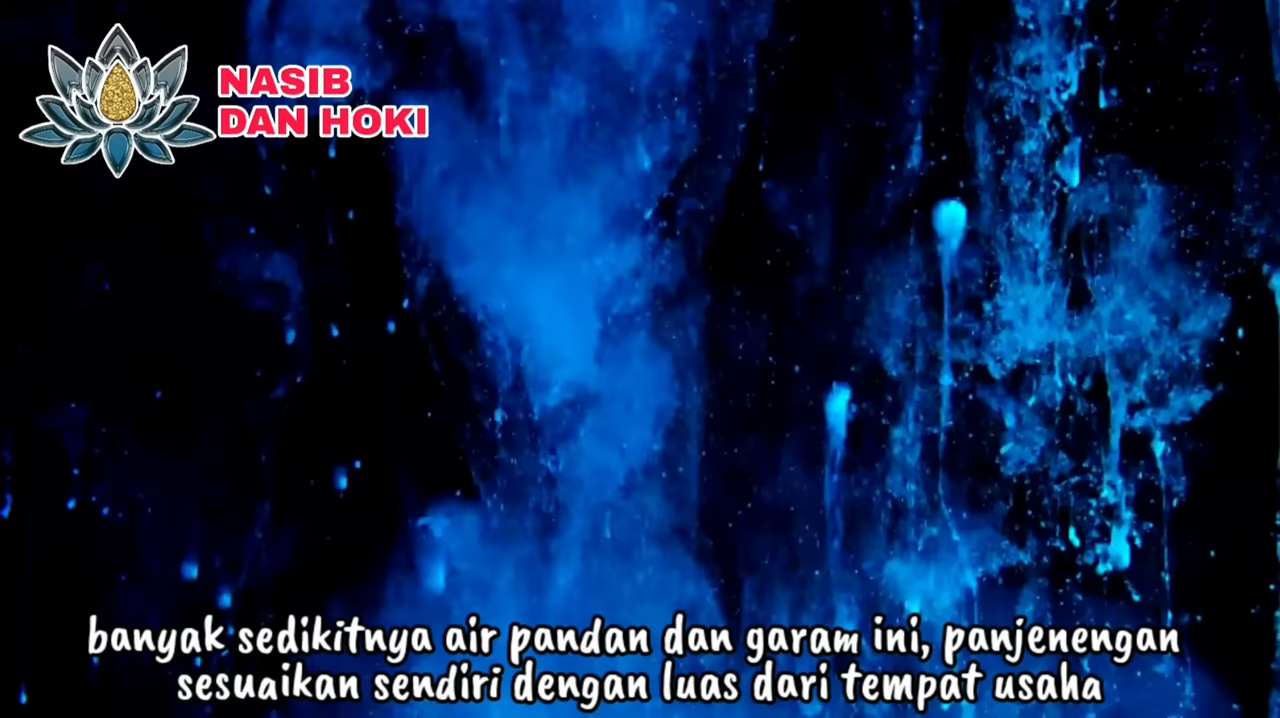 NASIB
DAN HOKI
banyak sedikitnya air pandan dan garam ini, panjenengan
sesuaikan sendiri dengan luas dari tempat usaha